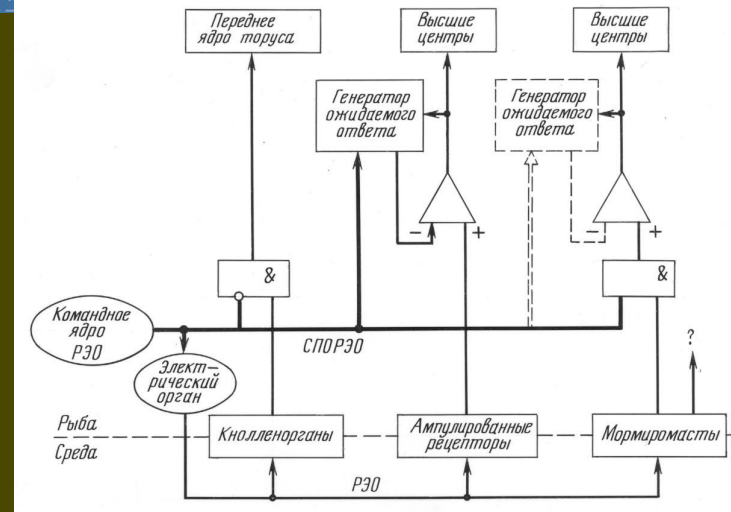 Переднее
ядро торуса
Высшие
центры
Высшие
центры
Генератор
ожидаемого
ответа
Генератор
ожидаемого
ответа
−
+
−
+
&
&
Командное
ядро
РЭО
СПОРЭО
Элект-
рический
орган
?
Рыба
Среда
Кнолленорганы
Ампулированные
рецепторы
Мормиромасты
РЭО